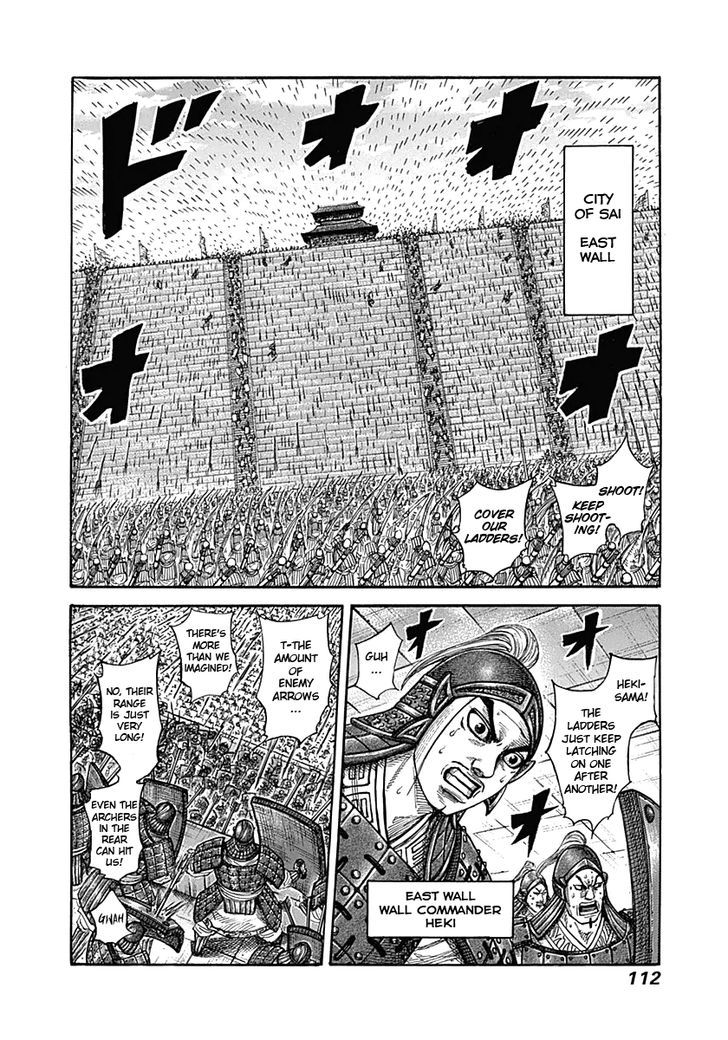 ドオオ
CITY
OF SAI
EAST
WALL
オ
オ
SHOOT!
KEEP
SHOOT-
ING!
COVER
OUR
LADDERS!
オ
オ
HEKI-
SAMA!
THE
LADDERS
JUST KEEP
LATCHING
ON ONE
AFTER
ANOTHER!
GUH
...
EAST WALL
WALL COMMANDER
HEKI
T-THE
AMOUNT
OF
ENEMY
ARROWS
...
THERE'S
MORE
THAN WE
IMAGINED!
NO, THEIR
RANGE
IS JUST
VERY
LONG!
EVEN THE
ARCHERS
IN THE
REAR
CAN HIT
US!
GWAH
112